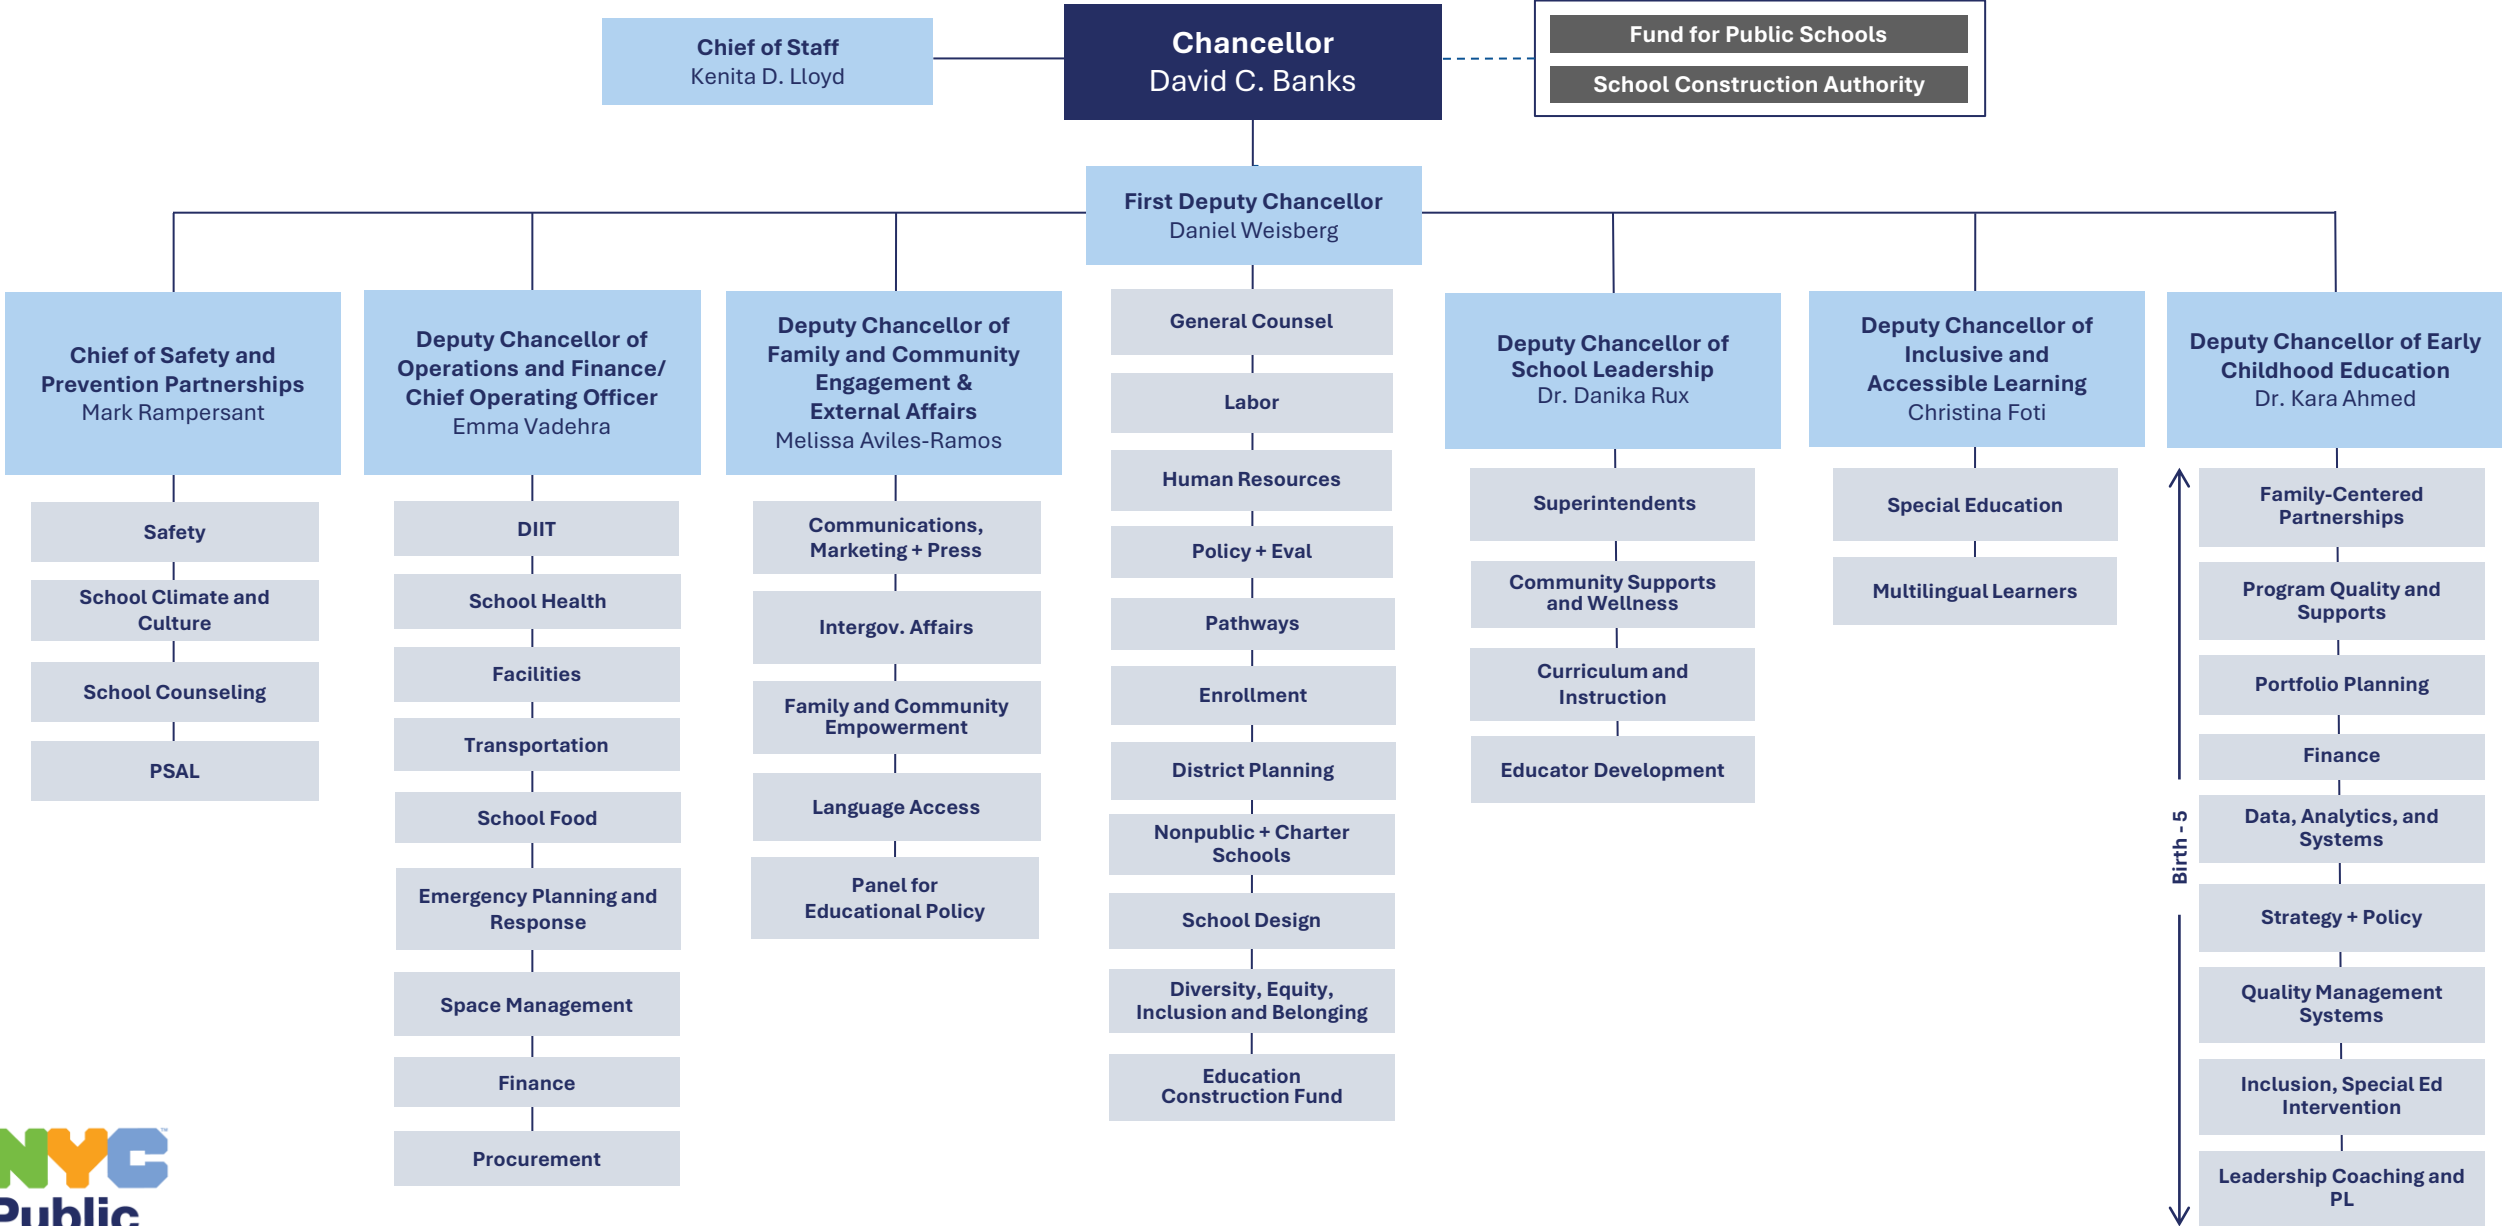 Chief of Staff
Kenita D. Lloyd
Chancellor
David C. Banks
Fund for Public Schools
School Construction Authority
First Deputy Chancellor
Daniel Weisberg
Chief of Safety and
Prevention Partnerships
Mark Rampersant
Safety
School Climate and
Culture
School Counseling
PSAL
Deputy Chancellor of
Operations and Finance/
Chief Operating Officer
Emma Vadehra
DIIT
School Health
Facilities
Transportation
School Food
Emergency Planning and
Response
Space Management
Finance
Procurement
Deputy Chancellor of
Family and Community
Engagement &
External Affairs
Melissa Aviles-Ramos
Communications,
Marketing + Press
Intergov. Affairs
Family and Community
Empowerment
Language Access
Panel for
Educational Policy
General Counsel
Labor
Human Resources
Policy + Eval
Pathways
Enrollment
District Planning
Nonpublic + Charter
Schools
School Design
Diversity, Equity,
Inclusion and Belonging
Education
Construction Fund
Deputy Chancellor of
School Leadership
Dr. Danika Rux
Superintendents
Community Supports
and Wellness
Curriculum and
Instruction
Educator Development
Deputy Chancellor of
Inclusive and
Accessible Learning
Christina Foti
Special Education
Multilingual Learners
Deputy Chancellor of Early
Childhood Education
Dr. Kara Ahmed
Birth - 5
Family-Centered
Partnerships
Program Quality and
Supports
Portfolio Planning
Finance
Data, Analytics, and
Systems
Strategy + Policy
Quality Management
Systems
Inclusion, Special Ed
Intervention
Leadership Coaching and
PL
NYC™
Public